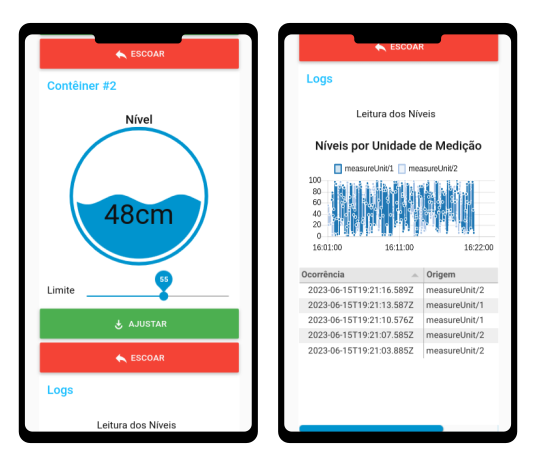 ESCOAR
Contêiner #2
Nível
48cm
55
Limite
AJUSTAR
ESCOAR
Logs
Leitura dos Níveis
ESCOAR
Logs
Leitura dos Níveis
Níveis por Unidade de Medição
measureUnit/1 measureUnit/2
100
80
60
40
20
0
16:01:00 16:11:00 16:22:00
Ocorrência Origem
2023-06-15T19:21:16.589Z measureUnit/2
2023-06-15T19:21:13.587Z measureUnit/1
2023-06-15T19:21:10.576Z measureUnit/1
2023-06-15T19:21:07.585Z measureUnit/2
2023-06-15T19:21:03.885Z measureUnit/2